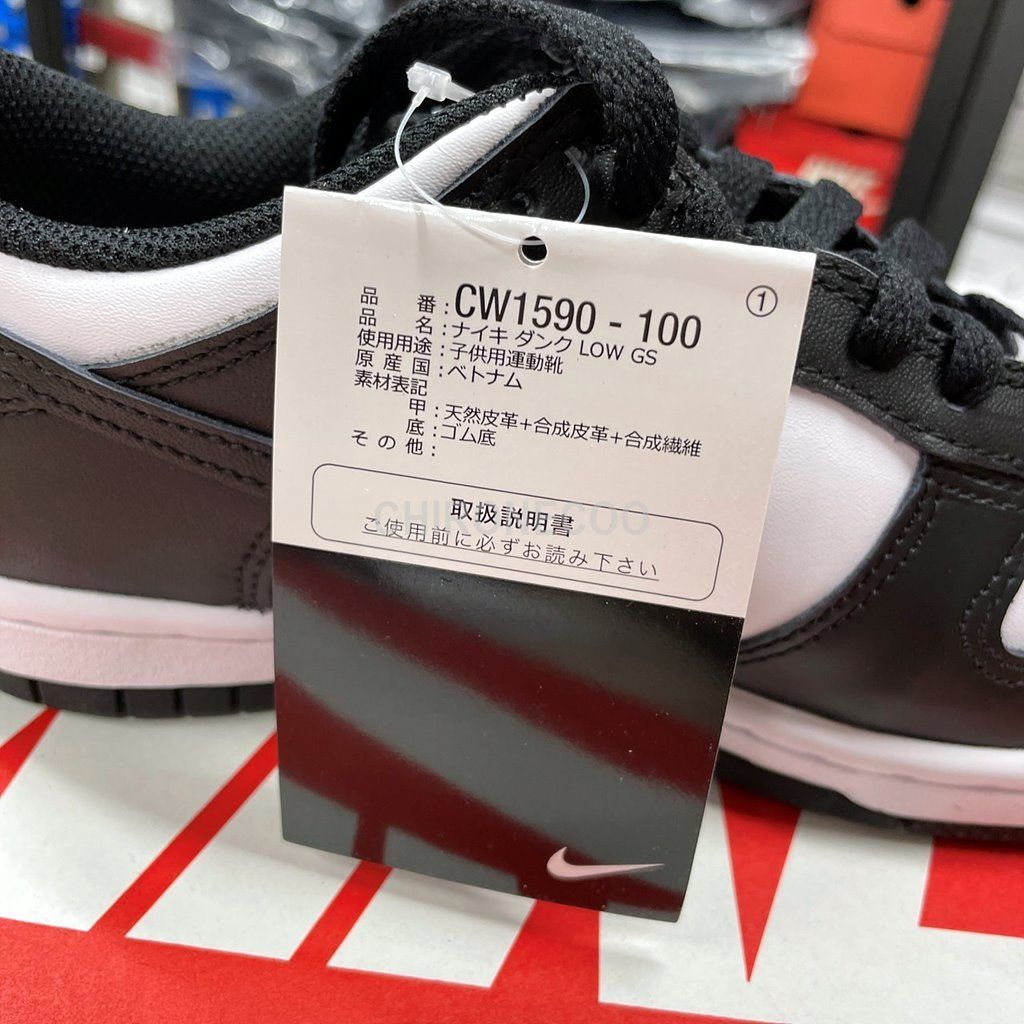 品番:CW1590 - 100
①
品名:ナイキ ダンク LOW GS
使用用途:子供用運動靴
原産国:ベトナム
素材表記
甲:天然皮革+合成皮革+合成繊維
底:ゴム底
その他:
取扱説明書
ご使用前に必ずお読み下さい